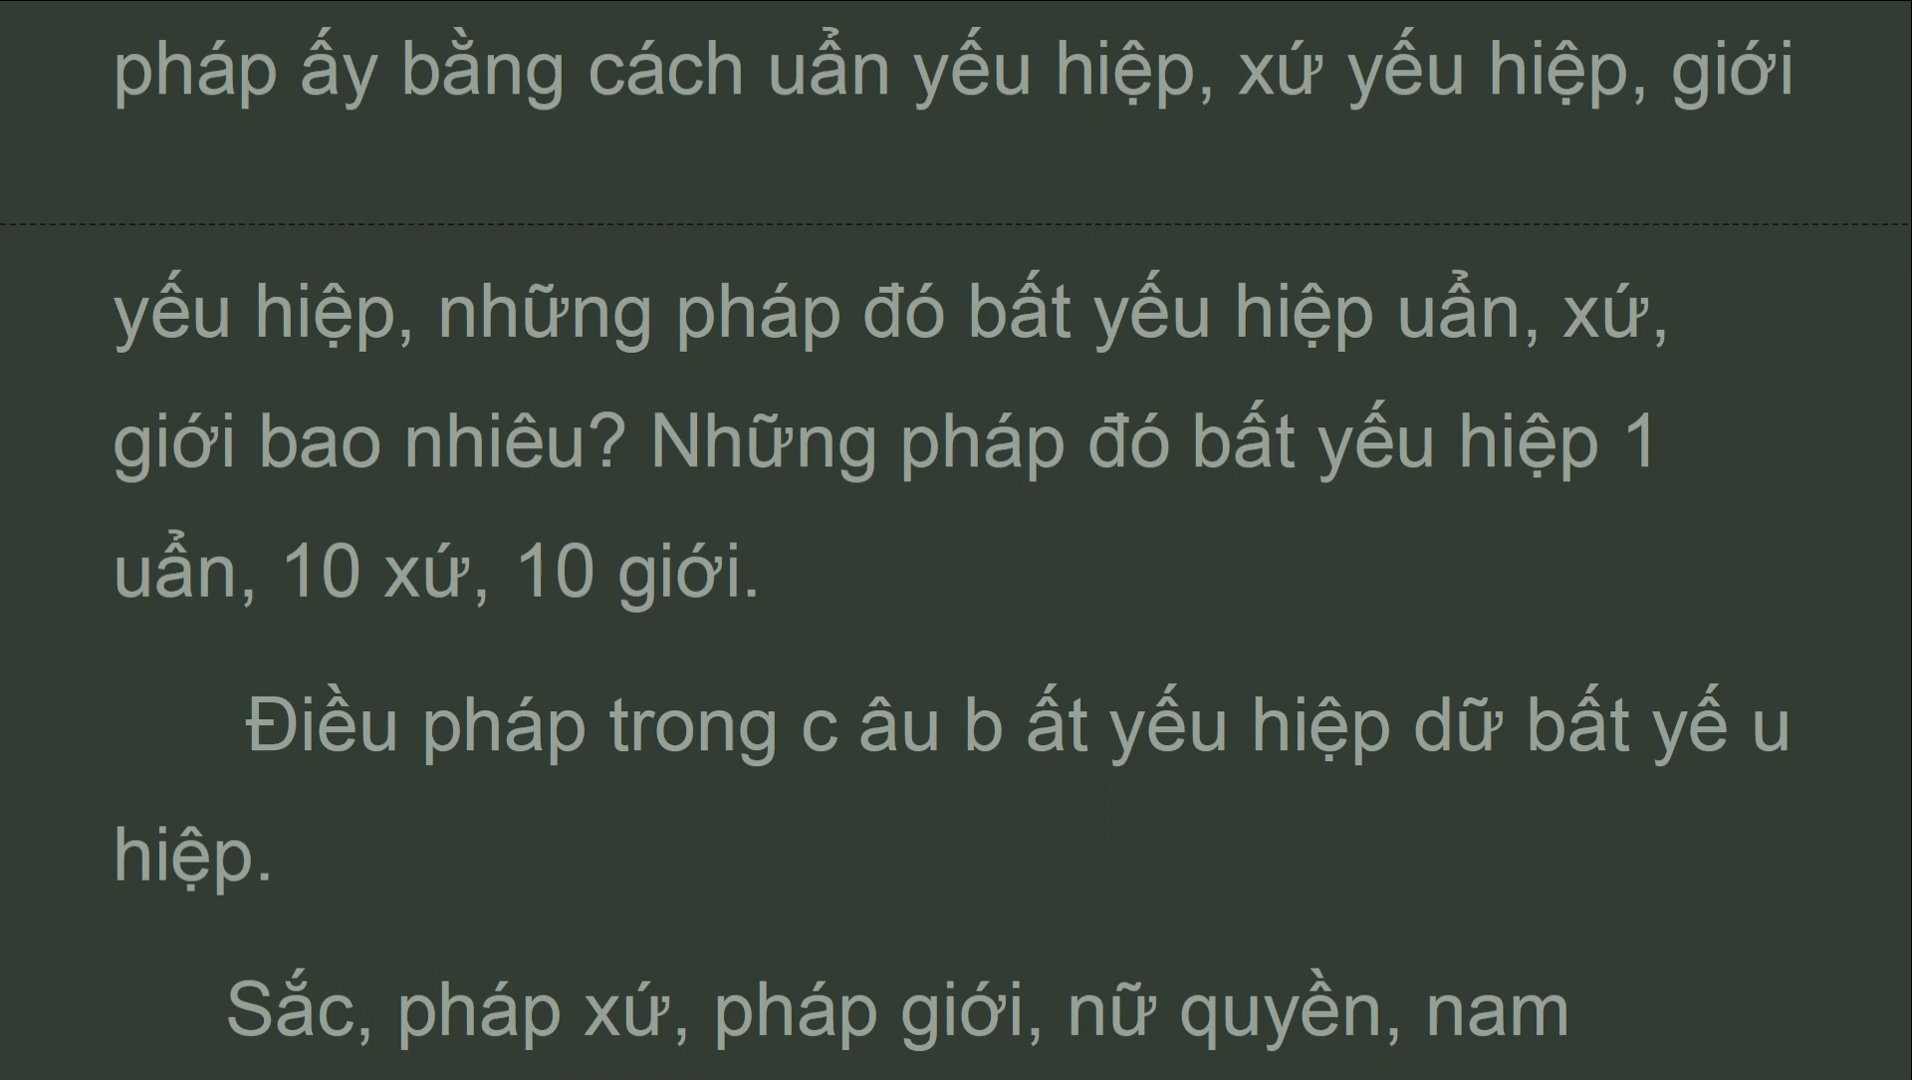 pháp ấy bằng cách uẩn yếu hiệp, xứ yếu hiệp, giới
yếu hiệp, những pháp đó bất yếu hiệp uẩn, xứ,
giới bao nhiêu? Những pháp đó bất yếu hiệp 1
uẩn, 10 xứ, 10 giới.
Điều pháp trong c âu b ất yếu hiệp dữ bất yế u
hiệp.
Sắc, pháp xứ, pháp giới, nữ quyền, nam